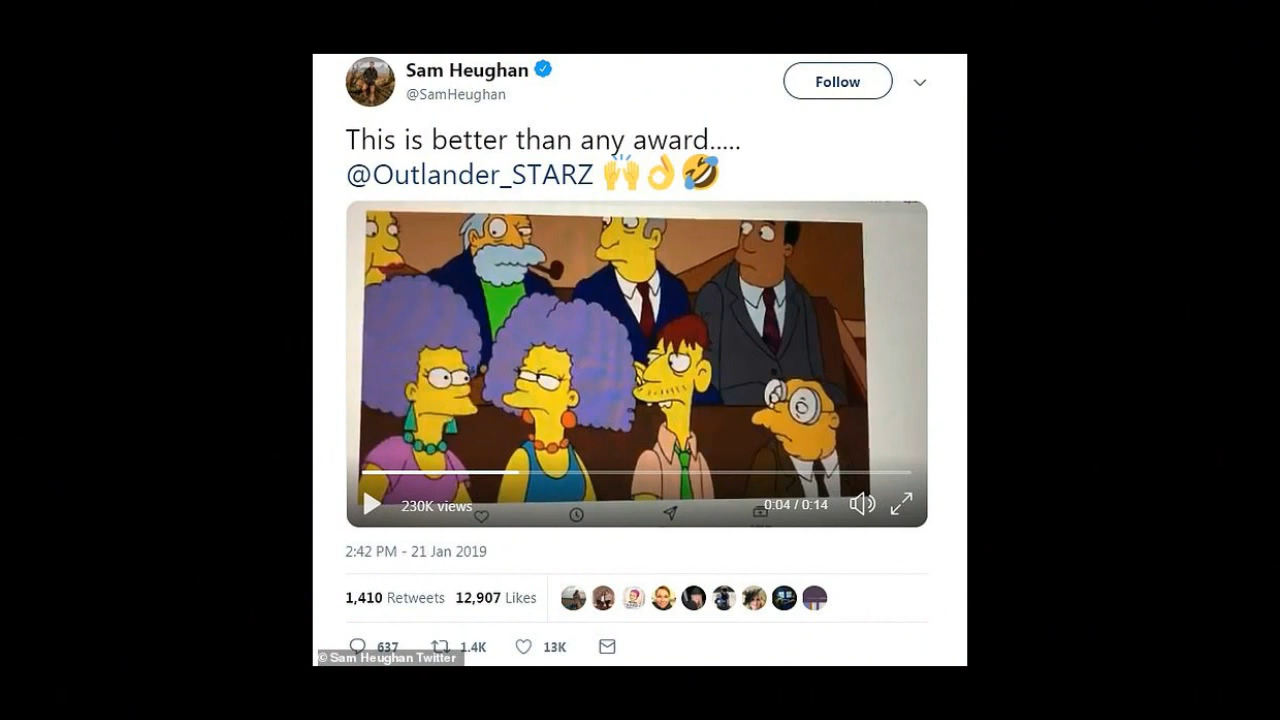 Sam Heughan
@SamHeughan
Follow
This is better than any award.....
@Outlander_STARZ 🙌👌🤣
230K views
0:04 / 0:14
2:42 PM - 21 Jan 2019
1,410 Retweets 12,907 Likes
637 1.4K 13K
© Sam Heughan Twitter